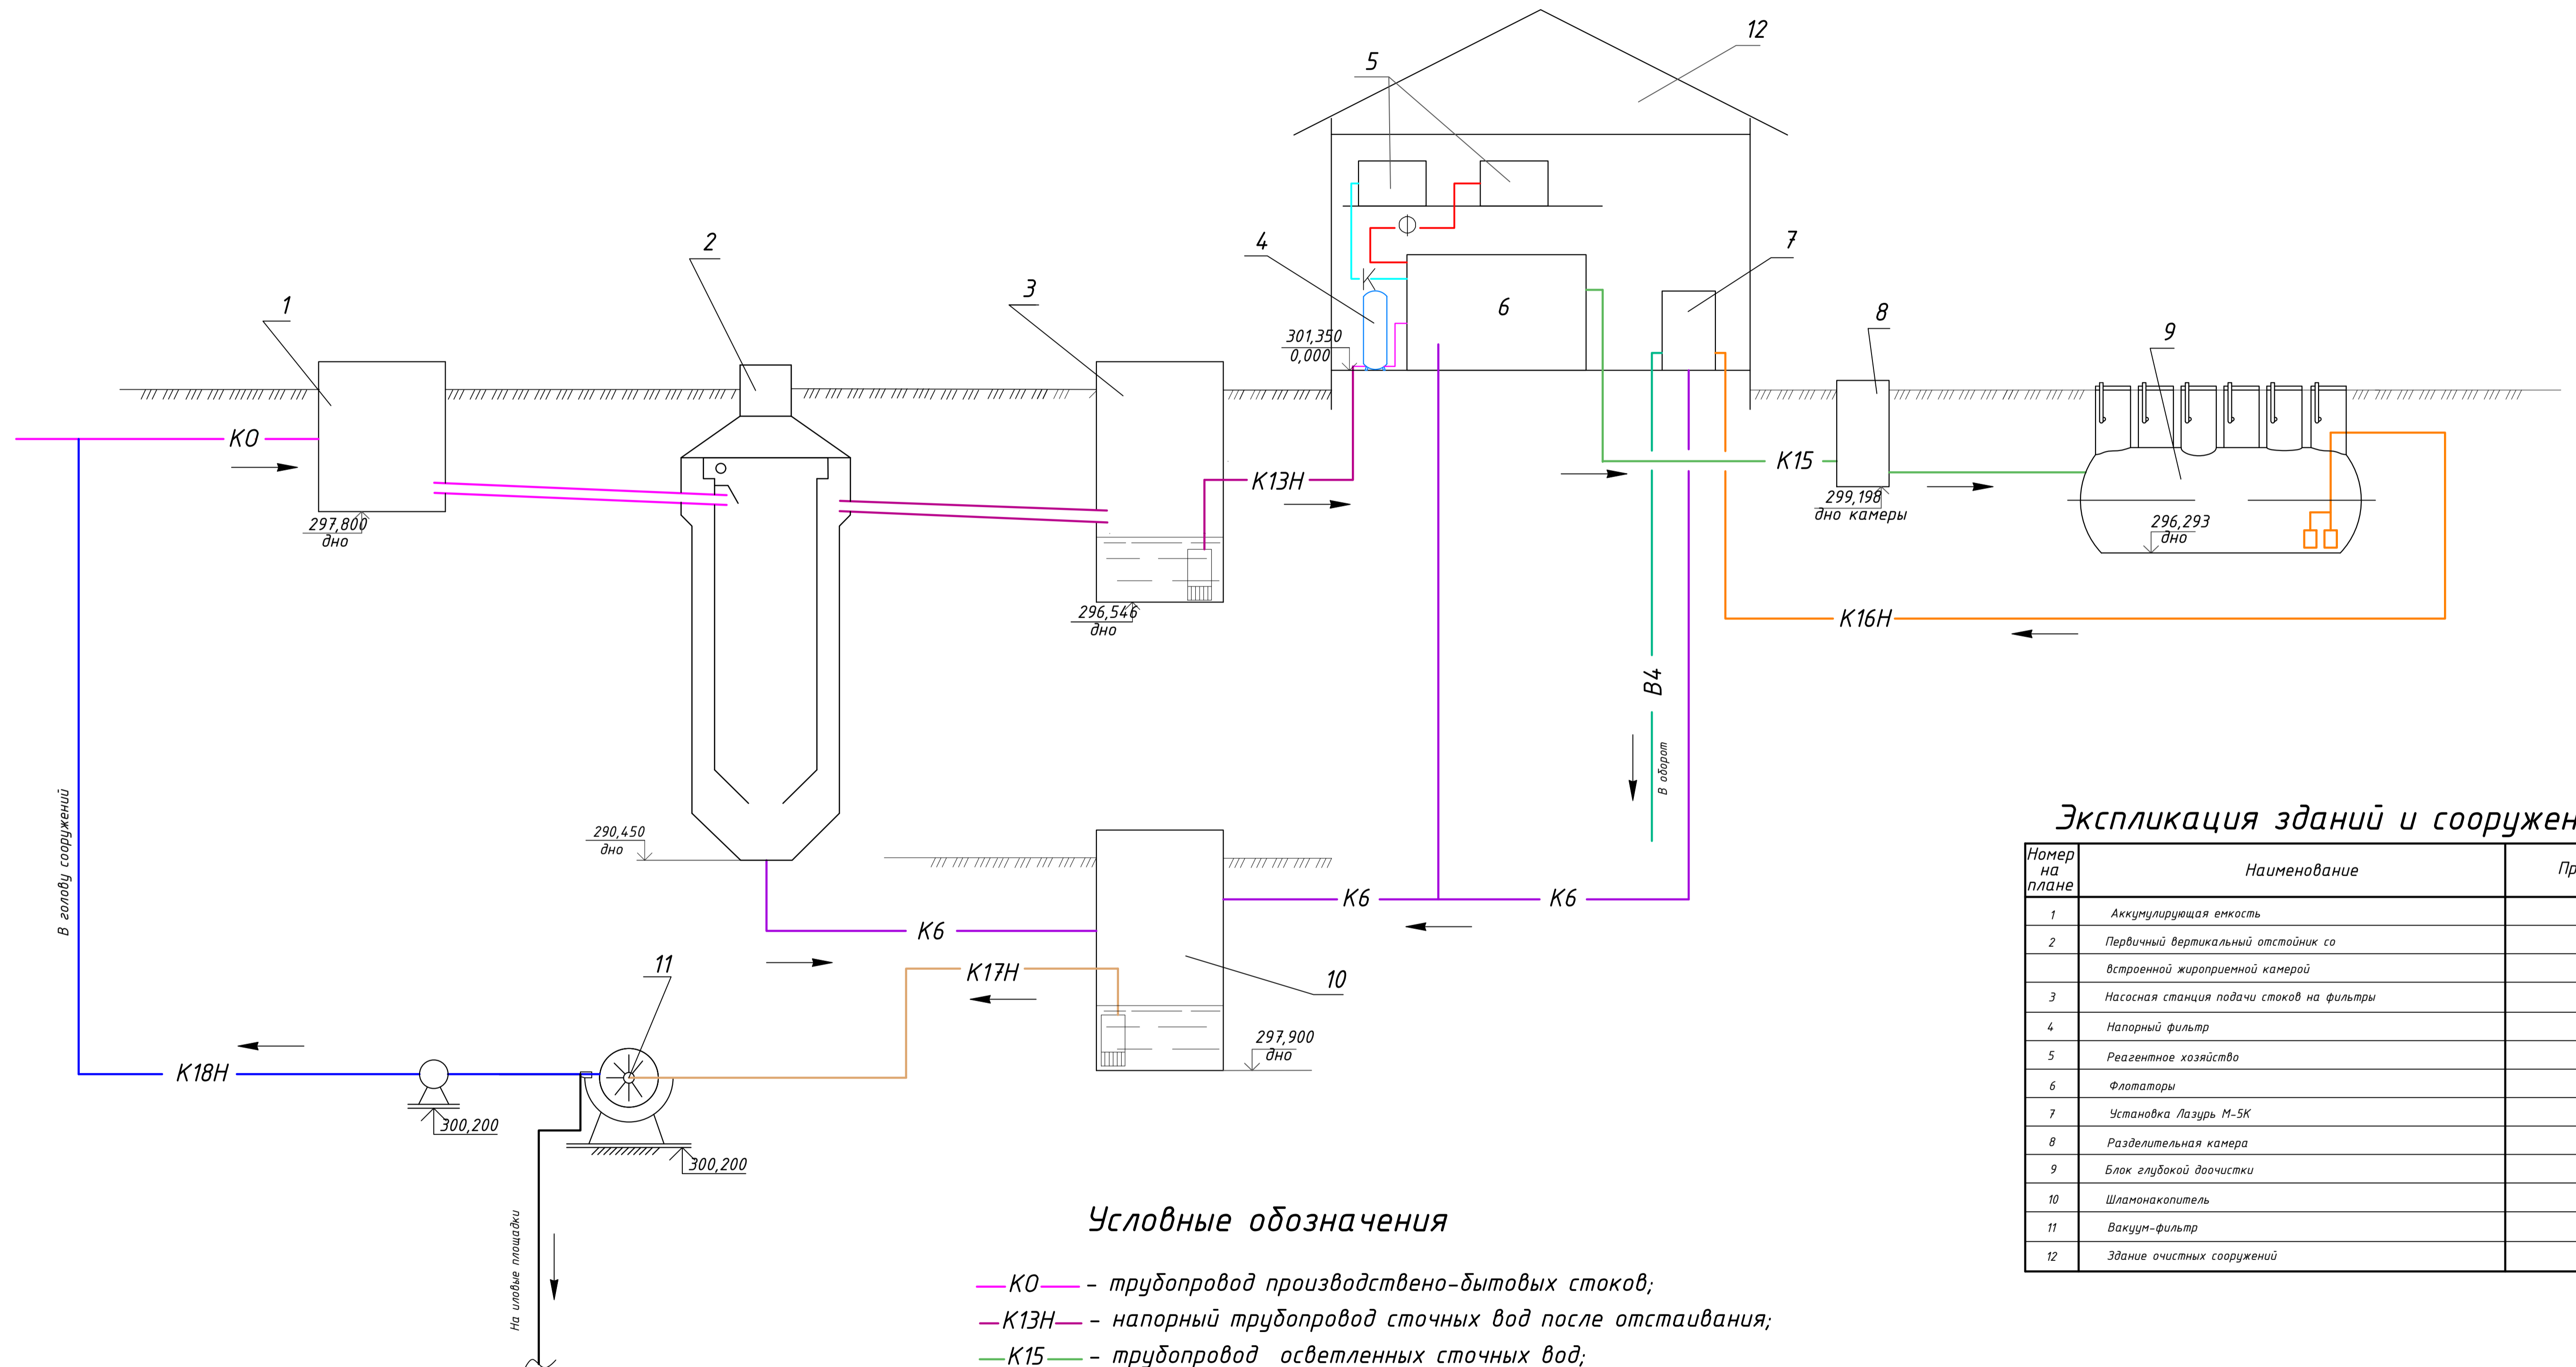 12
5
2
4
7
3
1
6
8
9
301,350
0,000
КО
К13Н
К15
297,800
дно
299,198
дно камеры
296,293
дно
296,546
дно
К16Н
В4
В оборот
В голову сооружений
290,450
дно
К6
К6
К6
11
К17Н
10
297,900
дно
К18Н
300,200
300,200
На иловые площадки
Экспликация зданий и сооружен
Номер на плане Наименование Пр
1 Аккумулирующая емкость
2 Первичный вертикальный отстойник со
встроенной жироприемной камерой
3 Насосная станция подачи стоков на фильтры
4 Напорный фильтр
5 Реагентное хозяйство
6 Флотаторы
7 Установка Лазурь М-5К
8 Разделительная камера
9 Блок глубокой доочистки
10 Шламонакопитель
11 Вакуум-фильтр
12 Здание очистных сооружений
Условные обозначения
КО - трубопровод производствено-бытовых стоков;
К13Н - напорный трубопровод сточных вод после отстаивания;
К15 - трубопровод осветленных сточных вод;